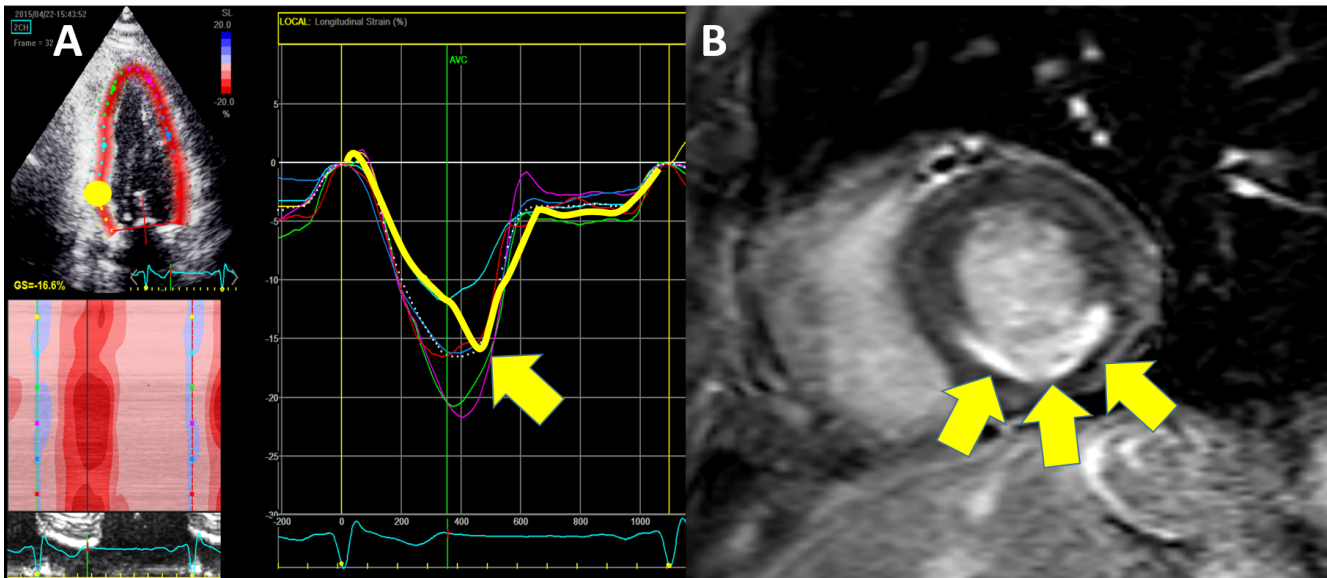 2015/04/22-15:43:52
2CH
Frame = 32
A
SL
20.0
-20.0
%
GS=-16.6%
LOCAL: Longitudinal Strain (%)
AVC
5
0
-5
-10
-15
-20
-25
-30
-200
0
200
400
600
800
1000
B